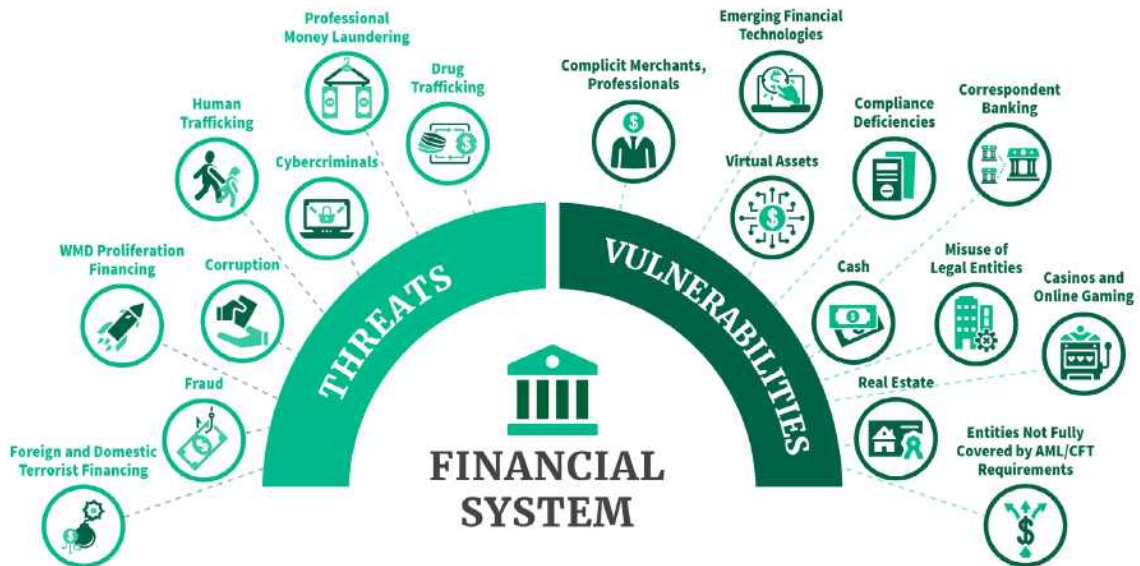 Professional
Money Laundering
Drug
Trafficking
Human
Trafficking
Cybercriminals
WMD Proliferation
Financing
Corruption
Fraud
Foreign and Domestic
Terrorist Financing
THREATS
Emerging Financial
Technologies
Complicit Merchants,
Professionals
Compliance
Deficiencies
Correspondent
Banking
Virtual Assets
Cash
Misuse of
Legal Entities
Casinos and
Online Gaming
Real Estate
Entities Not Fully
Covered by AML/CFT
Requirements
VULNERABILITIES
FINANCIAL
SYSTEM